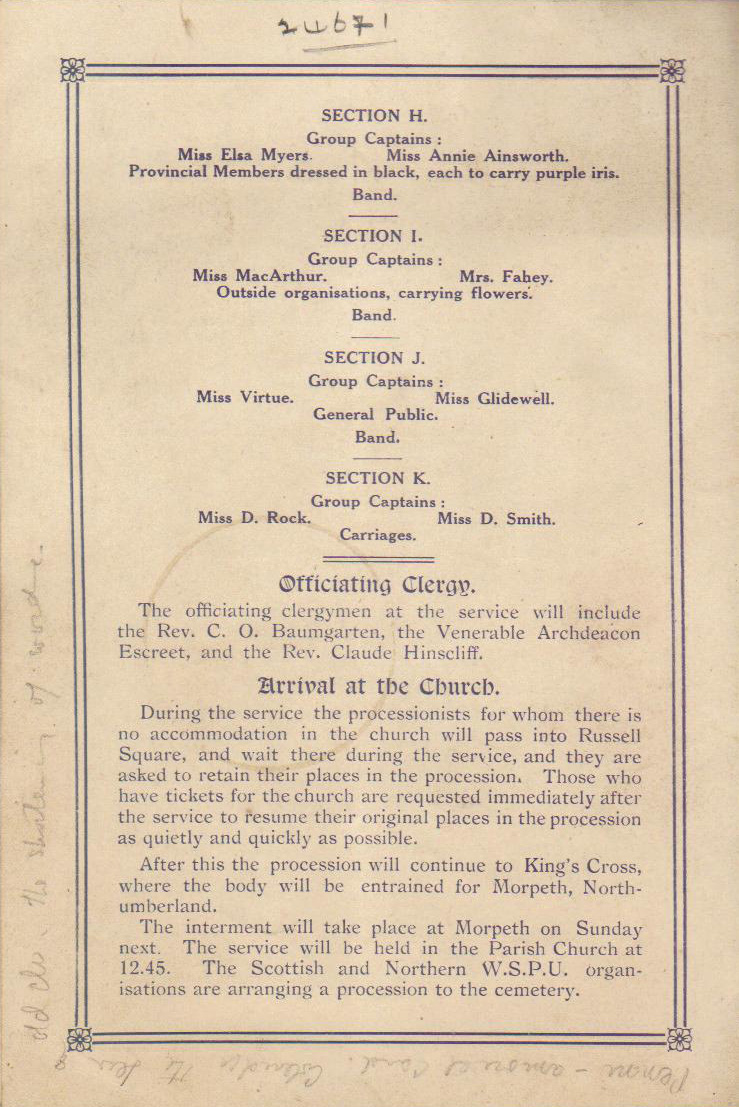 24671
SECTION H.
Group Captains :
Miss Elsa Myers. Miss Annie Ainsworth.
Provincial Members dressed in black, each to carry purple iris.
Band.
SECTION I.
Group Captains :
Miss MacArthur. Mrs. Fahey.
Outside organisations, carrying flowers.
Band.
SECTION J.
Group Captains :
Miss Virtue. Miss Glidewell.
General Public.
Band.
SECTION K.
Group Captains :
Miss D. Rock. Miss D. Smith.
Carriages.
Officiating Clergy.
The officiating clergymen at the service will include
the Rev. C. O. Baumgarten, the Venerable Archdeacon
Escreet, and the Rev. Claude Hinscliff.
Arrival at the Church.
During the service the processionists for whom there is
no accommodation in the church will pass into Russell
Square, and wait there during the service, and they are
asked to retain their places in the procession. Those who
have tickets for the church are requested immediately after
the service to resume their original places in the procession
as quietly and quickly as possible.
After this the procession will continue to King's Cross,
where the body will be entrained for Morpeth, North-
umberland.
The interment will take place at Morpeth on Sunday
next. The service will be held in the Parish Church at
12.45. The Scottish and Northern W.S.P.U. organ-
isations are arranging a procession to the cemetery.
the shortening of words.